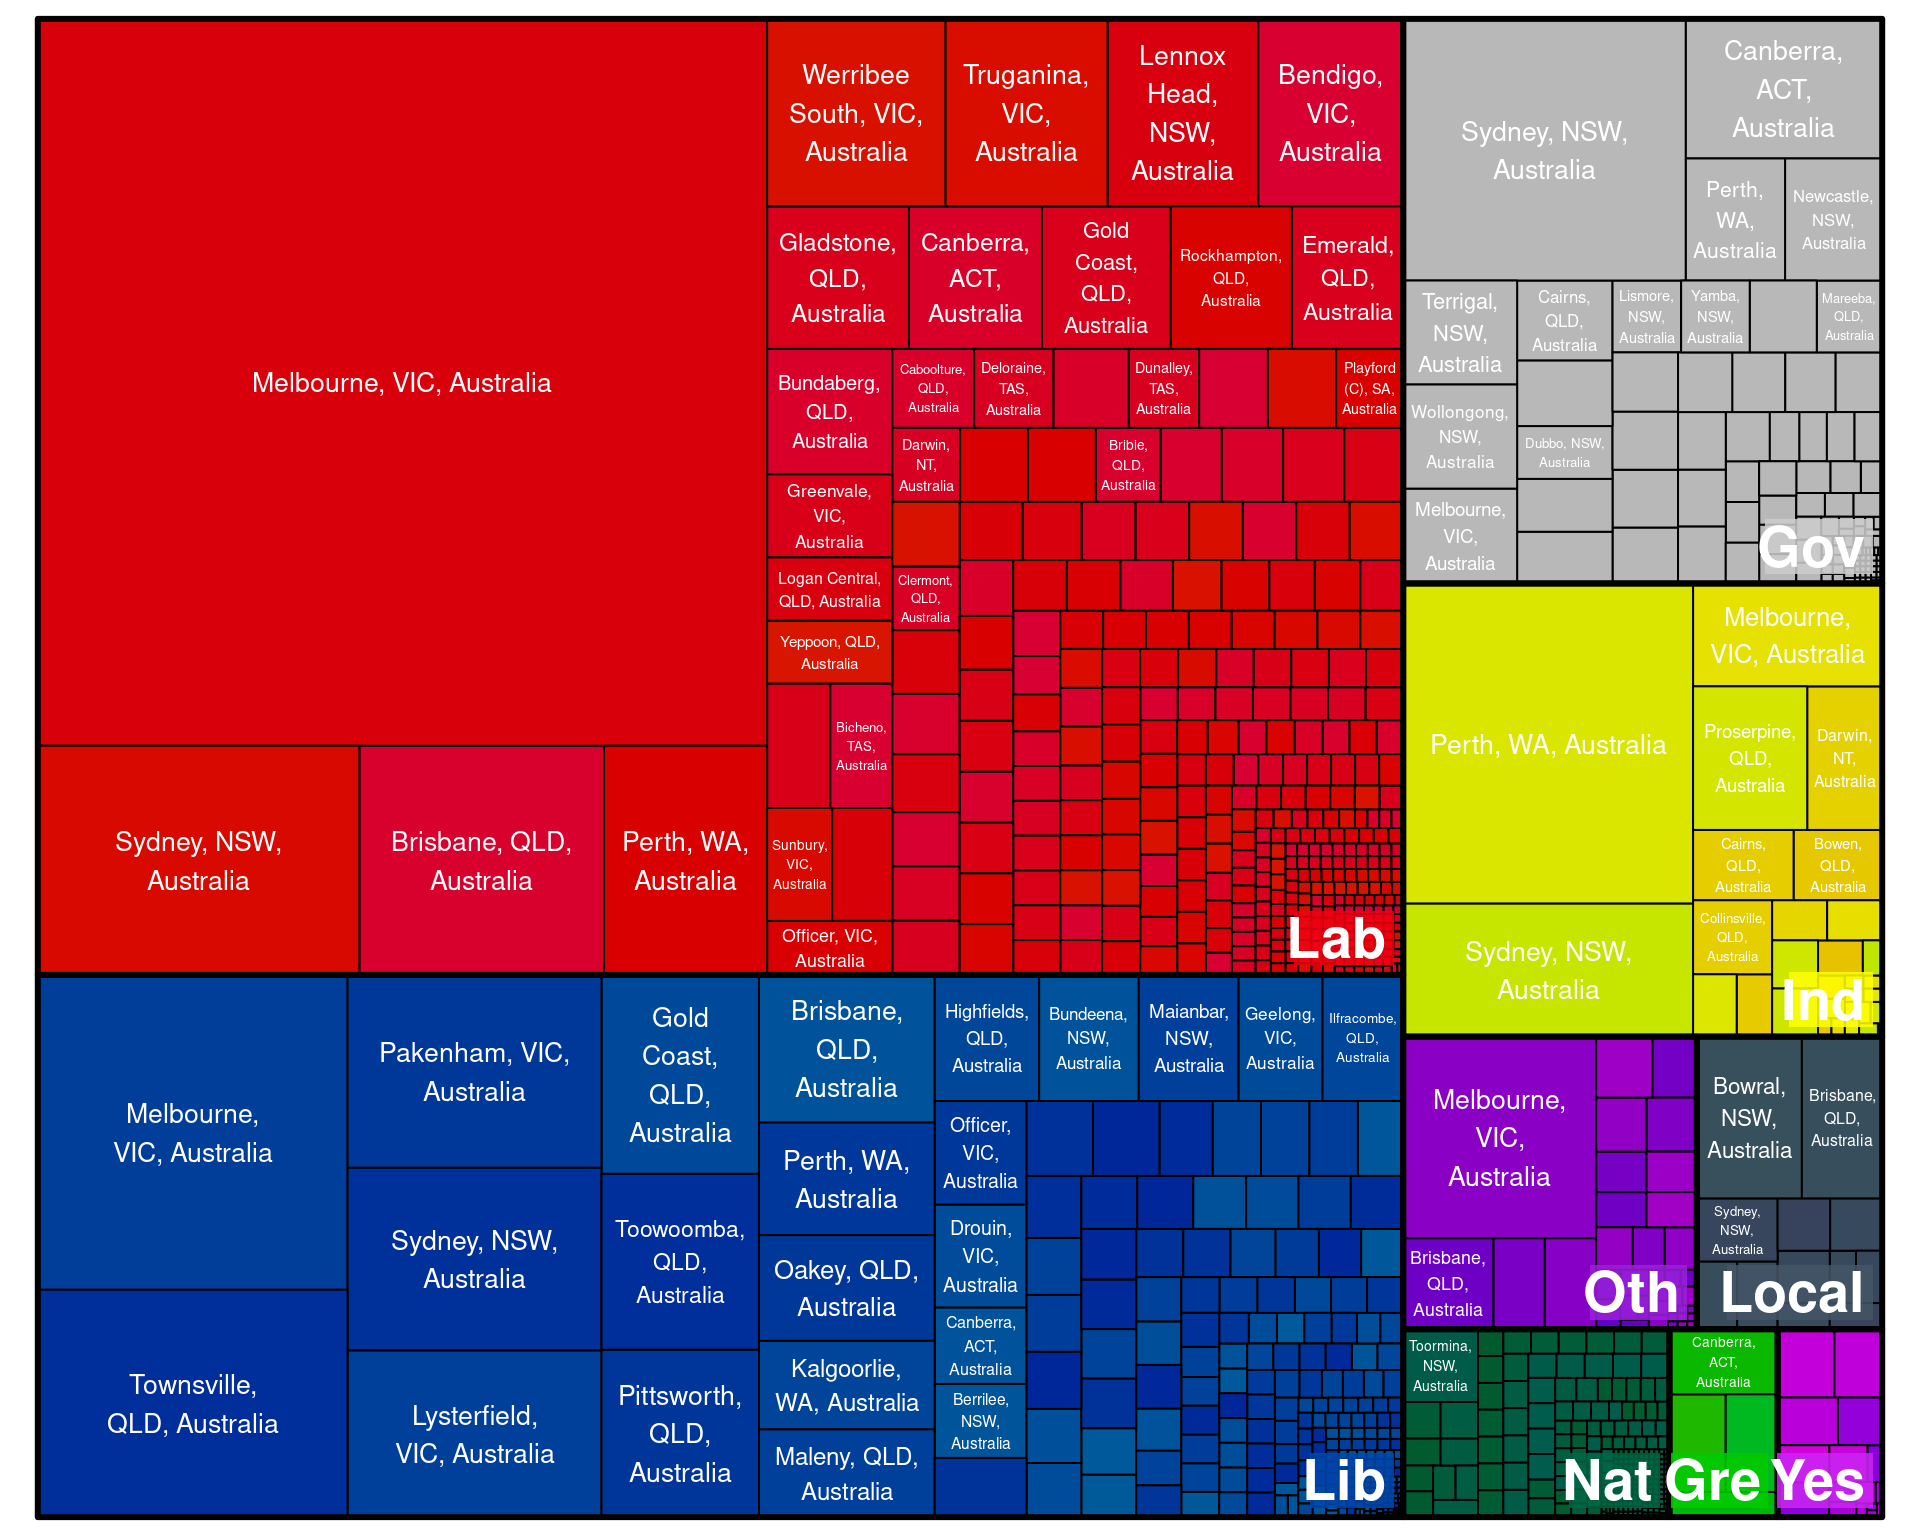 Melbourne, VIC, Australia
Sydney, NSW,
Australia
Brisbane, QLD,
Australia
Perth, WA,
Australia
Werribee
South, VIC,
Australia
Truganina,
VIC,
Australia
Lennox
Head,
NSW,
Australia
Bendigo,
VIC,
Australia
Gladstone,
QLD,
Australia
Canberra,
ACT,
Australia
Gold
Coast,
QLD,
Australia
Rockhampton,
QLD,
Australia
Emerald,
QLD,
Australia
Bundaberg,
QLD,
Australia
Caboolture,
QLD,
Australia
Deloraine,
TAS,
Australia
Dunalley,
TAS,
Australia
Playford
(C), SA,
Australia
Darwin,
NT,
Australia
Bribie,
QLD,
Australia
Greenvale,
VIC,
Australia
Logan Central,
QLD, Australia
Clermont,
QLD,
Australia
Yeppoon, QLD,
Australia
Bicheno,
TAS,
Australia
Sunbury,
VIC,
Australia
Officer, VIC,
Australia
Lab
Melbourne,
VIC, Australia
Townsville,
QLD, Australia
Pakenham, VIC,
Australia
Sydney, NSW,
Australia
Lysterfield,
VIC, Australia
Gold
Coast,
QLD,
Australia
Toowoomba,
QLD,
Australia
Pittsworth,
QLD,
Australia
Brisbane,
QLD,
Australia
Perth, WA,
Australia
Oakey, QLD,
Australia
Kalgoorlie,
WA, Australia
Maleny, QLD,
Australia
Highfields,
QLD,
Australia
Bundeena,
NSW,
Australia
Maianbar,
NSW,
Australia
Geelong,
VIC,
Australia
Ilfracombe,
QLD,
Australia
Officer,
VIC,
Australia
Drouin,
VIC,
Australia
Canberra,
ACT,
Australia
Berrilee,
NSW,
Australia
Lib
Sydney, NSW,
Australia
Canberra,
ACT,
Australia
Perth,
WA,
Australia
Newcastle,
NSW,
Australia
Terrigal,
NSW,
Australia
Cairns,
QLD,
Australia
Lismore,
NSW,
Australia
Yamba,
NSW,
Australia
Mareeba,
QLD,
Australia
Wollongong,
NSW,
Australia
Dubbo, NSW,
Australia
Melbourne,
VIC,
Australia
Gov
Perth, WA, Australia
Sydney, NSW,
Australia
Melbourne,
VIC, Australia
Proserpine,
QLD,
Australia
Darwin,
NT,
Australia
Cairns,
QLD,
Australia
Bowen,
QLD,
Australia
Collinsville,
QLD,
Australia
Ind
Melbourne,
VIC,
Australia
Brisbane,
QLD,
Australia
Oth
Bowral,
NSW,
Australia
Brisbane,
QLD,
Australia
Sydney,
NSW,
Australia
Local
Toormina,
NSW,
Australia
Nat
Canberra,
ACT,
Australia
Gre
Yes